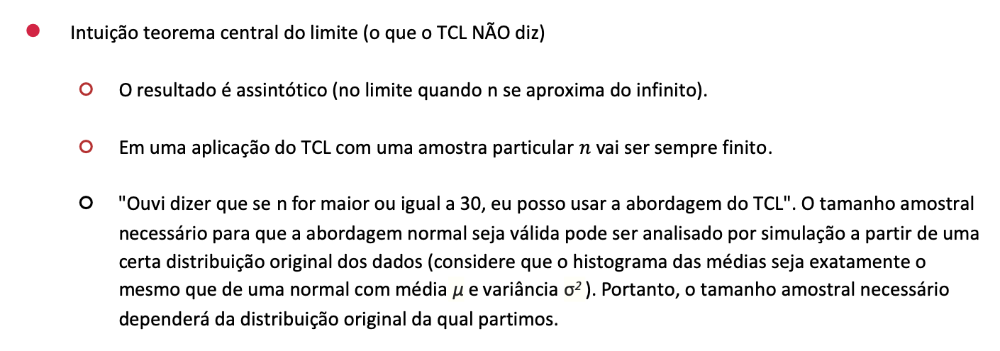 Intuição teorema central do limite (o que o TCL NÃO diz)
O resultado é assintótico (no limite quando n se aproxima do infinito).
Em uma aplicação do TCL com uma amostra particular n vai ser sempre finito.
"Ouvi dizer que se n for maior ou igual a 30, eu posso usar a abordagem do TCL". O tamanho amostral
necessário para que a abordagem normal seja válida pode ser analisado por simulação a partir de uma
certa distribuição original dos dados (considere que o histograma das médias seja exatamente o
mesmo que de uma normal com média μ e variância σ²). Portanto, o tamanho amostral necessário
dependerá da distribuição original da qual partimos.